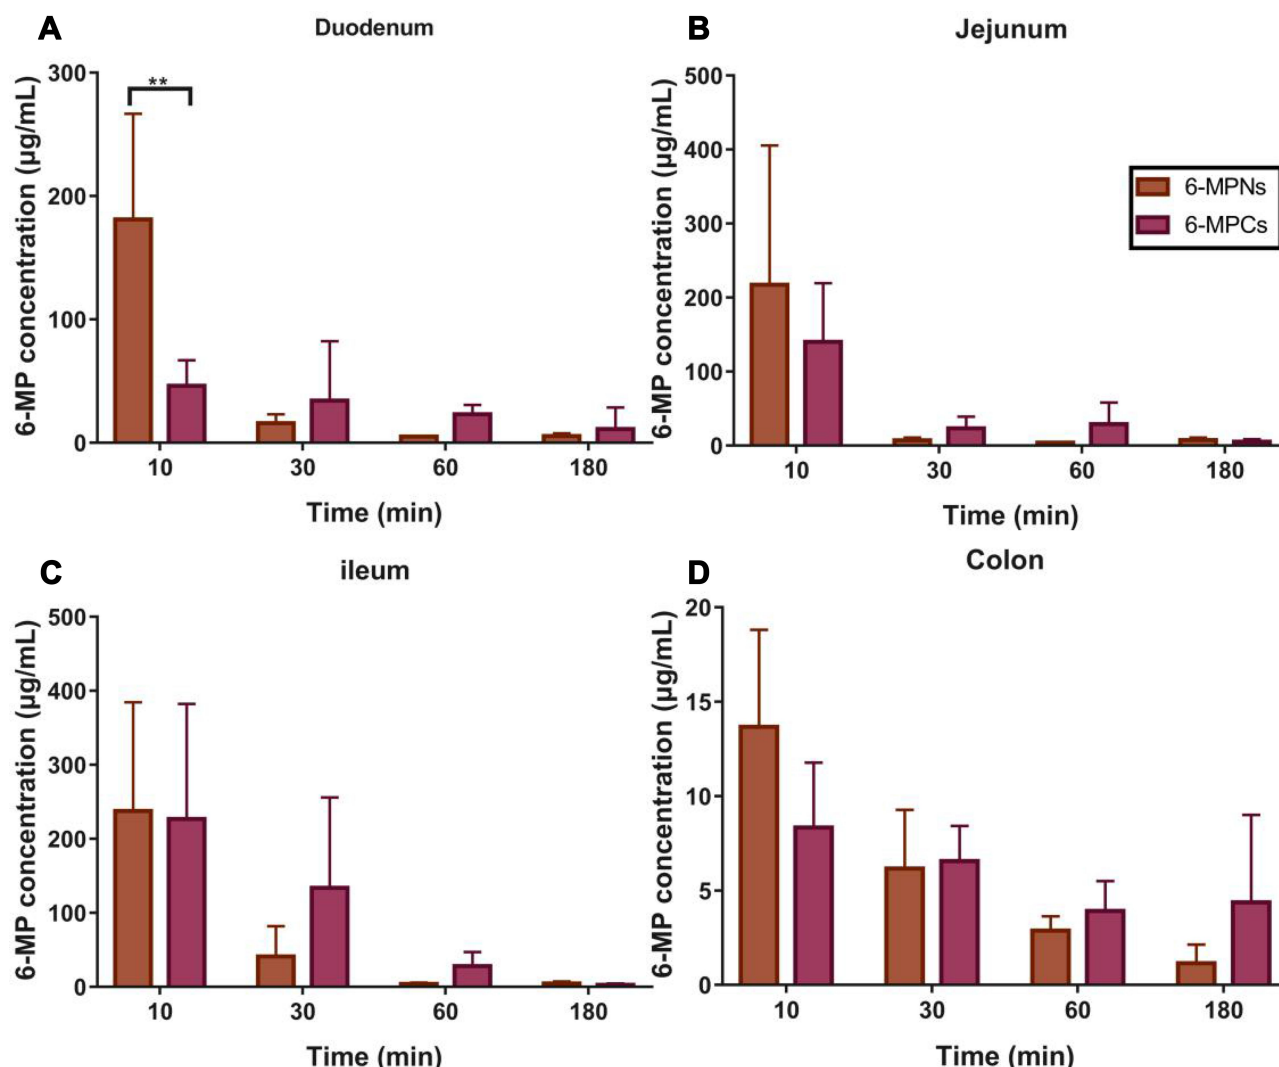 A
Duodenum
6-MP concentration (µg/mL)
300
200
100
0
**
10 30 60 180
Time (min)
B
Jejunum
6-MP concentration (µg/mL)
500
400
300
200
100
0
6-MPNs
6-MPCs
10 30 60 180
Time (min)
C
ileum
6-MP concentration (µg/mL)
500
400
300
200
100
0
10 30 60 180
Time (min)
D
Colon
6-MP concentration (µg/mL)
20
15
10
5
0
10 30 60 180
Time (min)